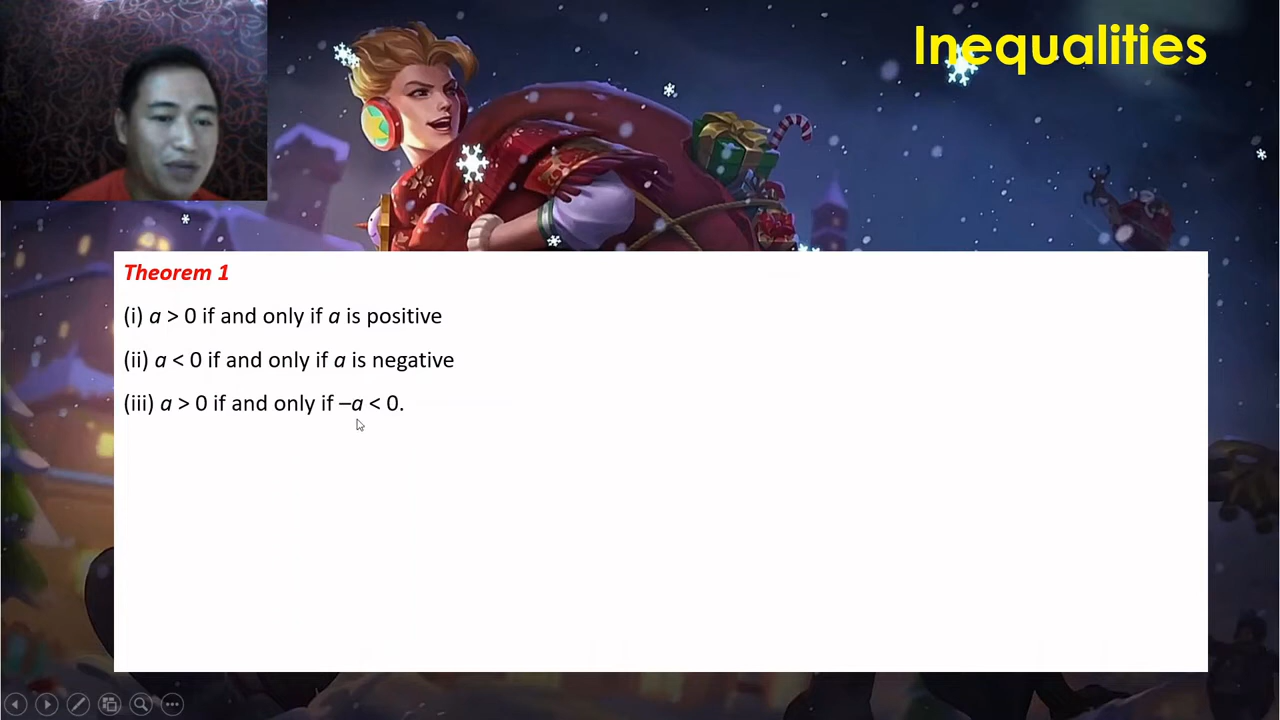 Inequalities
Theorem 1
(i) a > 0 if and only if a is positive
(ii) a < 0 if and only if a is negative
(iii) a > 0 if and only if –a < 0.